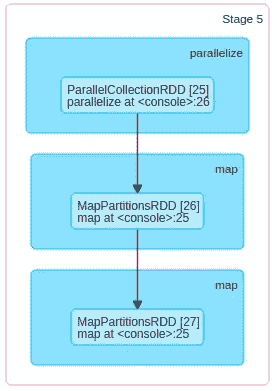 Stage 5
parallelize
ParallelCollectionRDD [25]
parallelize at <console>:26
map
MapPartitionsRDD [26]
map at <console>:25
map
MapPartitionsRDD [27]
map at <console>:25